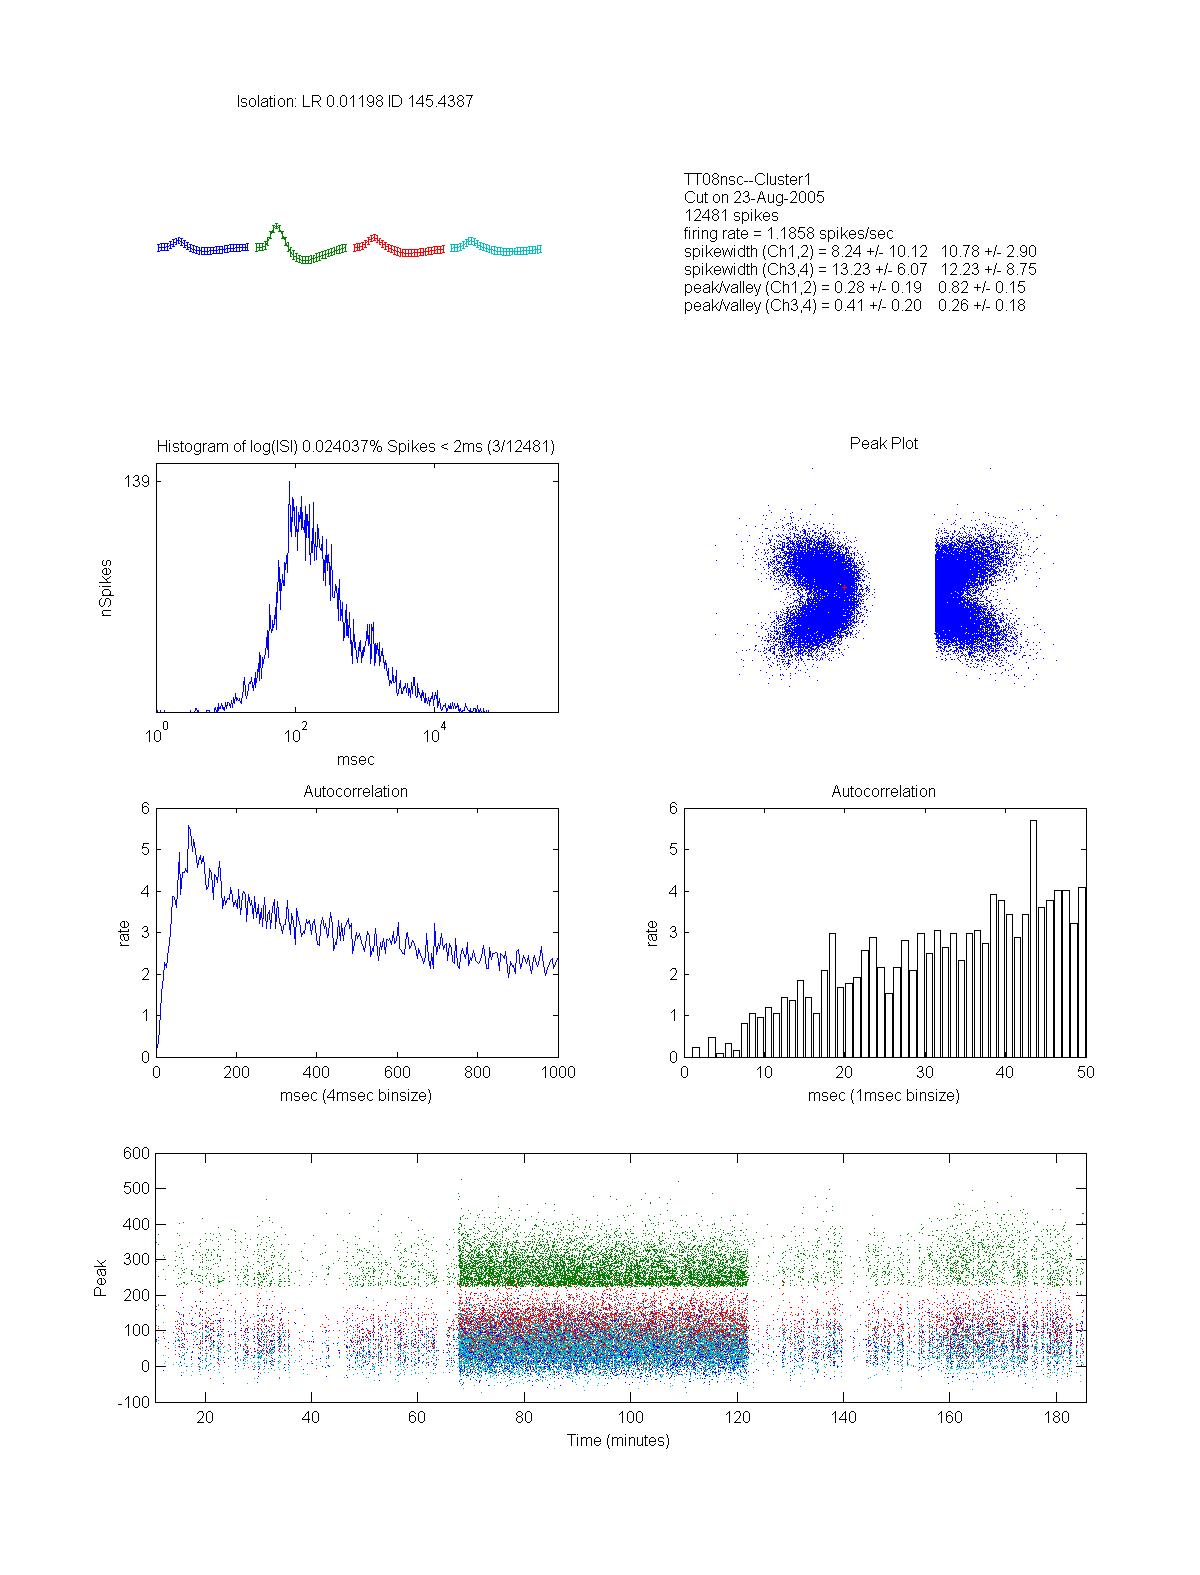 Isolation: LR 0.01198 ID 145.4387
TT08nsc--Cluster1
Cut on 23-Aug-2005
12481 spikes
firing rate = 1.1858 spikes/sec
spikewidth (Ch1,2) = 8.24 +/- 10.12 10.78 +/- 2.90
spikewidth (Ch3,4) = 13.23 +/- 6.07 12.23 +/- 8.75
peak/valley (Ch1,2) = 0.28 +/- 0.19 0.82 +/- 0.15
peak/valley (Ch3,4) = 0.41 +/- 0.20 0.26 +/- 0.18
Histogram of log(ISI) 0.024037% Spikes < 2ms (3/12481)
139
nSpikes
10^0 10^2 10^4
msec
Peak Plot
Autocorrelation
6
5
4
3
2
1
0
rate
0 200 400 600 800 1000
msec (4msec binsize)
Autocorrelation
6
5
4
3
2
1
0
rate
0 10 20 30 40 50
msec (1msec binsize)
600
500
400
300
200
100
0
-100
Peak
20 40 60 80 100 120 140 160 180
Time (minutes)